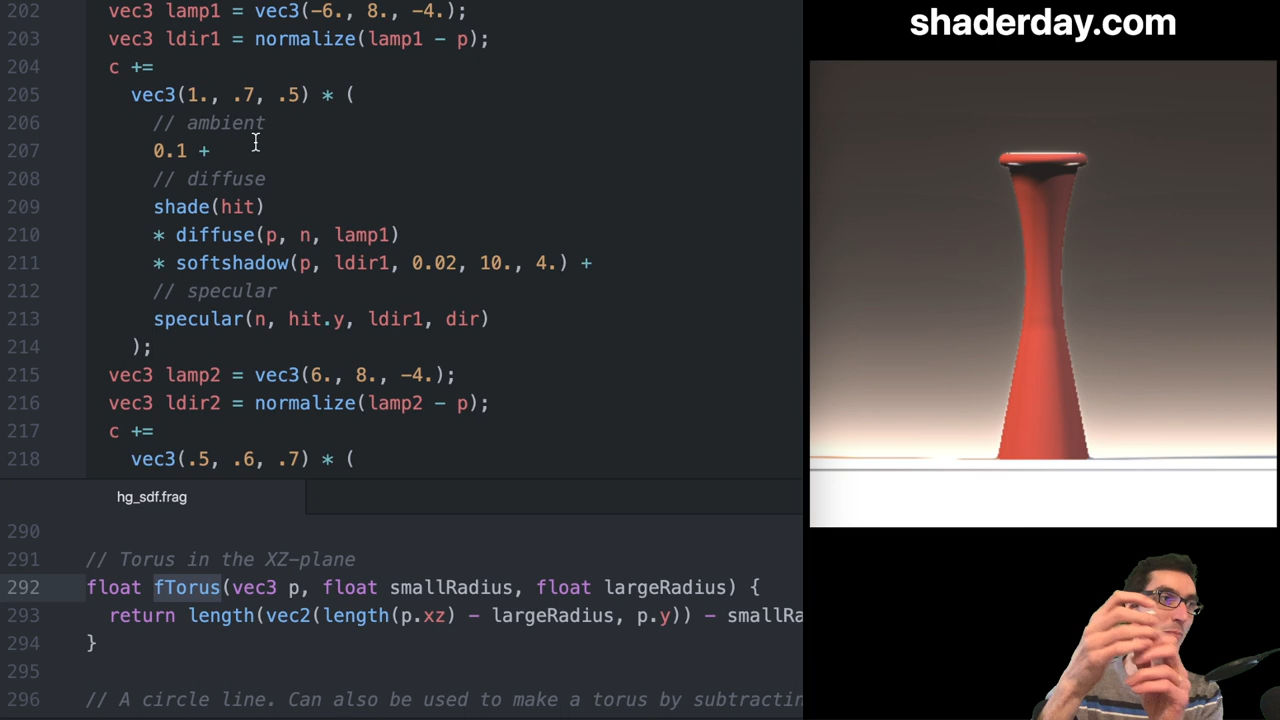 202 vec3 lamp1 = vec3(-6., 8., -4.);
203 vec3 ldir1 = normalize(lamp1 - p);
204 c +=
205 vec3(1., .7, .5) * (
206 // ambient
207 0.1 +
208 // diffuse
209 shade(hit)
210 * diffuse(p, n, lamp1)
211 * softshadow(p, ldir1, 0.02, 10., 4.) +
212 // specular
213 specular(n, hit.y, ldir1, dir)
214 );
215 vec3 lamp2 = vec3(6., 8., -4.);
216 vec3 ldir2 = normalize(lamp2 - p);
217 c +=
218 vec3(.5, .6, .7) * (
hg_sdf.frag
290
291 // Torus in the XZ-plane
292 float fTorus(vec3 p, float smallRadius, float largeRadius) {
293 return length(vec2(length(p.xz) - largeRadius, p.y)) - smallRa
294 }
295
296 // A circle line. Can also be used to make a torus by subtractin
shaderday.com